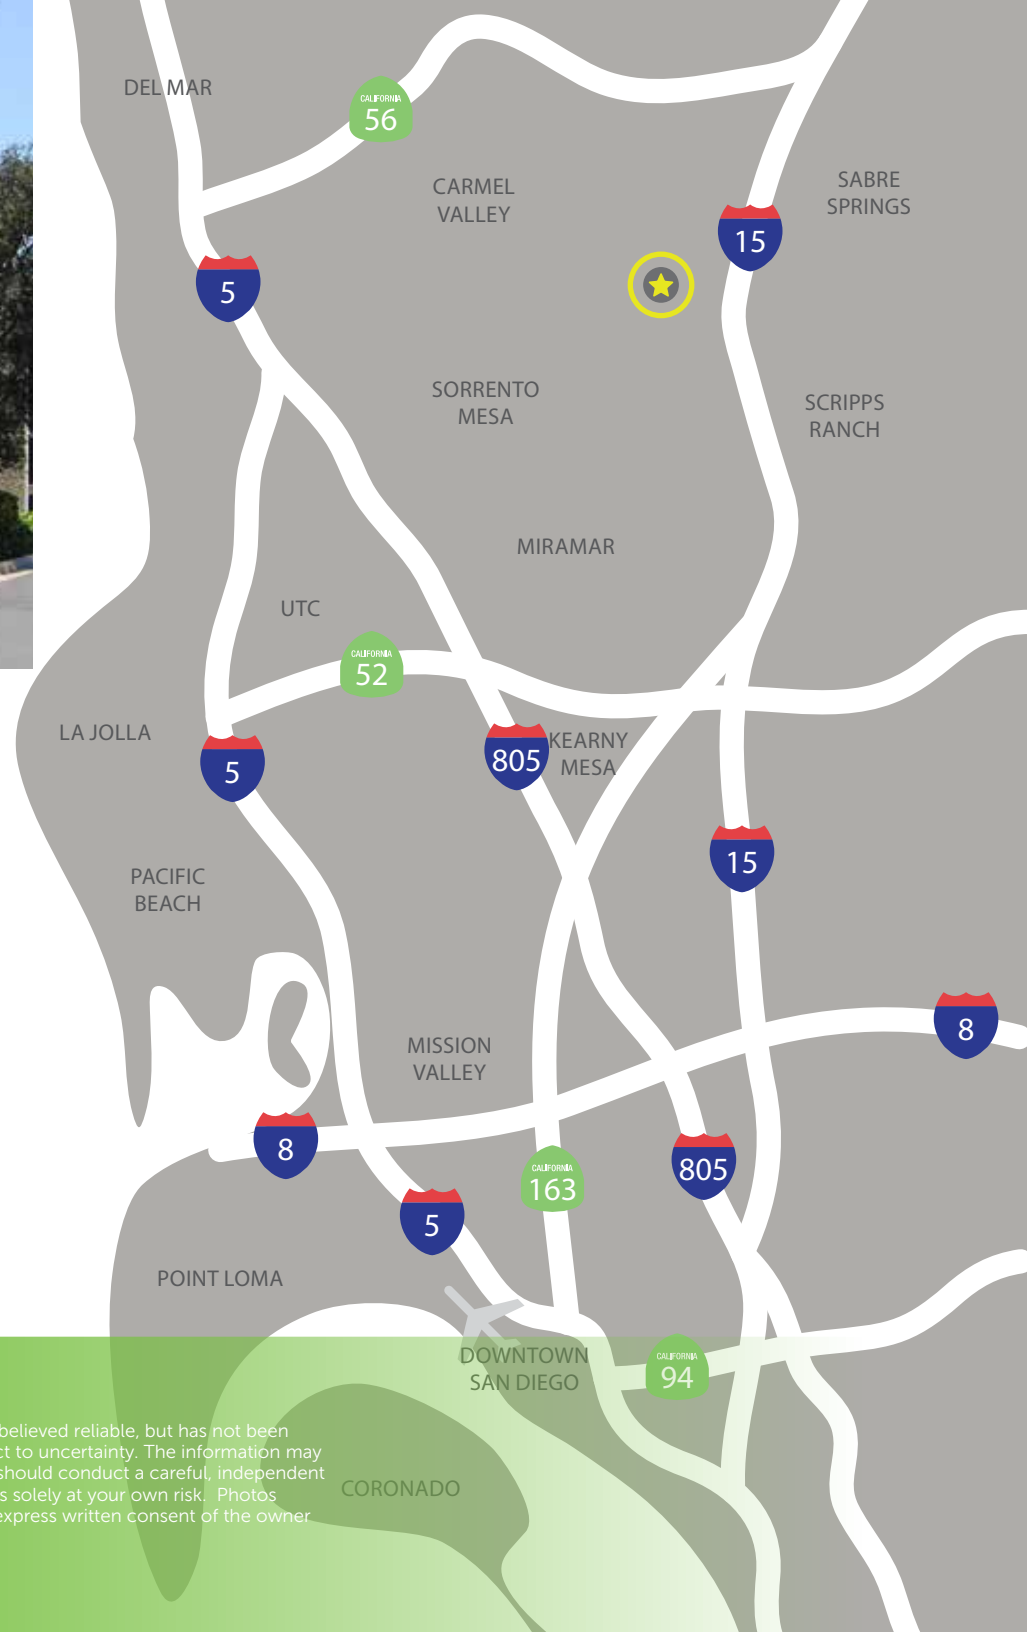 DEL MAR
CALIFORNIA
56
CARMEL
VALLEY
SABRE
SPRINGS
15
5
SORRENTO
MESA
SCRIPPS
RANCH
MIRAMAR
UTC
CALIFORNIA
52
LA JOLLA
5
805
KEARNY
MESA
15
PACIFIC
BEACH
8
MISSION
VALLEY
8
805
CALIFORNIA
163
5
POINT LOMA
DOWNTOWN
SAN DIEGO
CALIFORNIA
94
believed reliable, but has not been
ct to uncertainty. The information may
should conduct a careful, independent
s solely at your own risk. Photos
express written consent of the owner
CORONADO